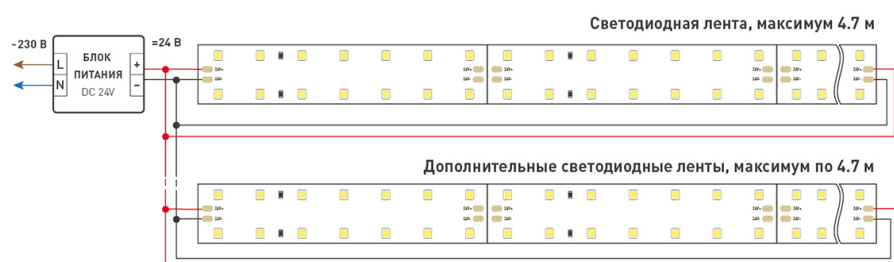 Светодиодная лента, максимум 4.7 м
~230 В
=24 В
L
БЛОК
ПИТАНИЯ
DC 24V
N
+
−
Дополнительные светодиодные ленты, максимум по 4.7 м